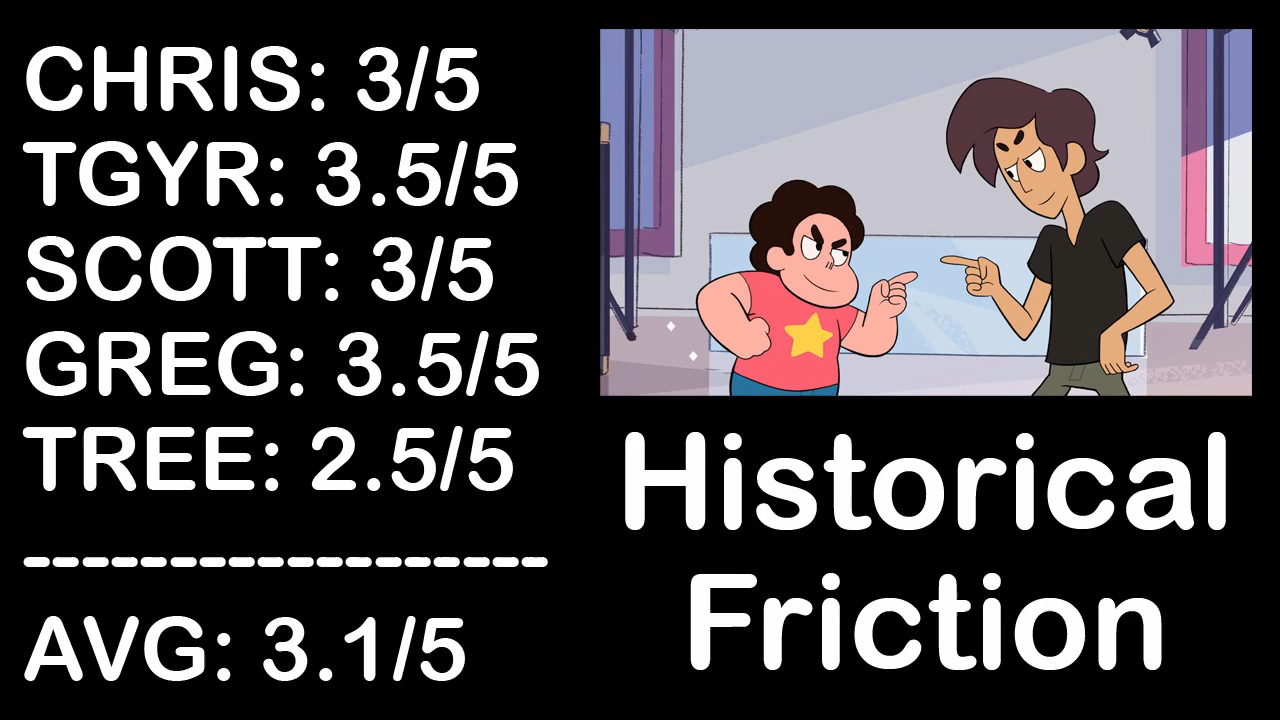 CHRIS: 3/5
TGYR: 3.5/5
SCOTT: 3/5
GREG: 3.5/5
TREE: 2.5/5
------------------
AVG: 3.1/5
Historical
Friction